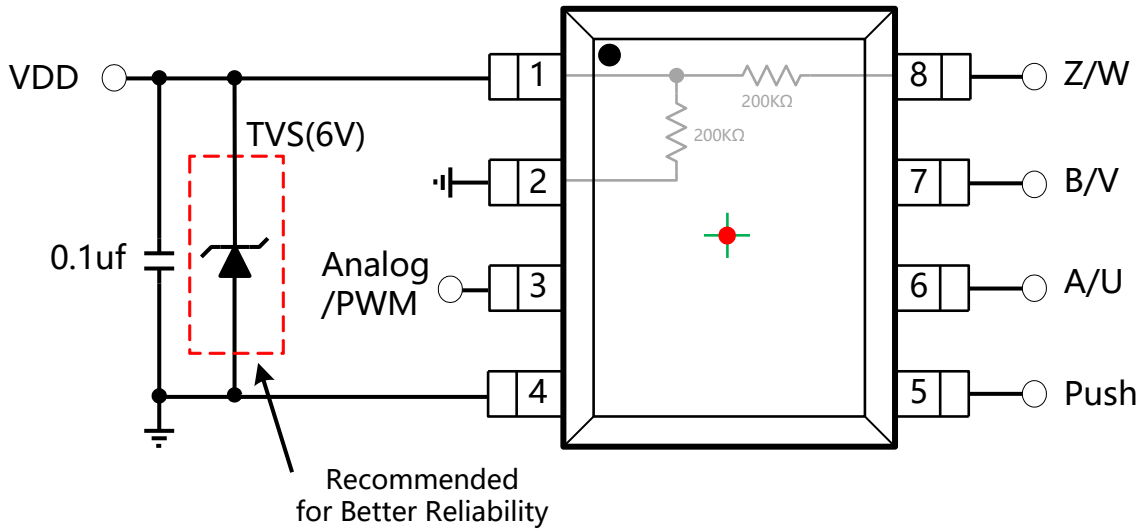 VDD
TVS(6V)
0.1uf
Analog
/PWM
1
2
3
4
200KΩ
200KΩ
8
7
6
5
Z/W
B/V
A/U
Push
Recommended
for Better Reliability